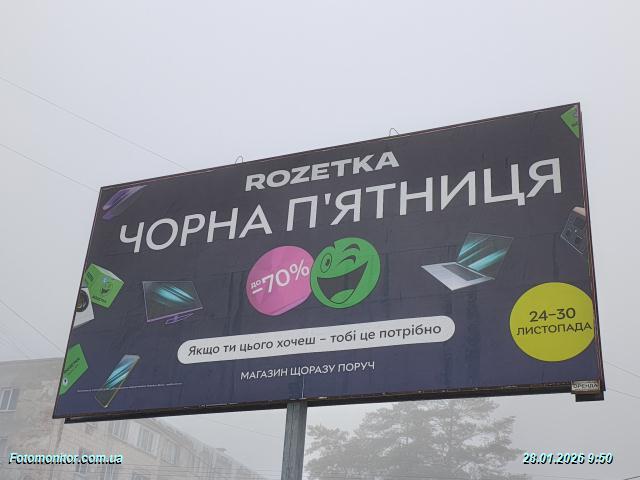 ROZETKA
ЧОРНА П'ЯТНИЦЯ
до
-70%
24-30
ЛИСТОПАДА
Якщо ти цього хочеш – тобі це потрібно
МАГАЗИН ЩОРАЗУ ПОРУЧ
ОРЕНДА
Fotomonitor.com.ua
28.01.2026 9:50